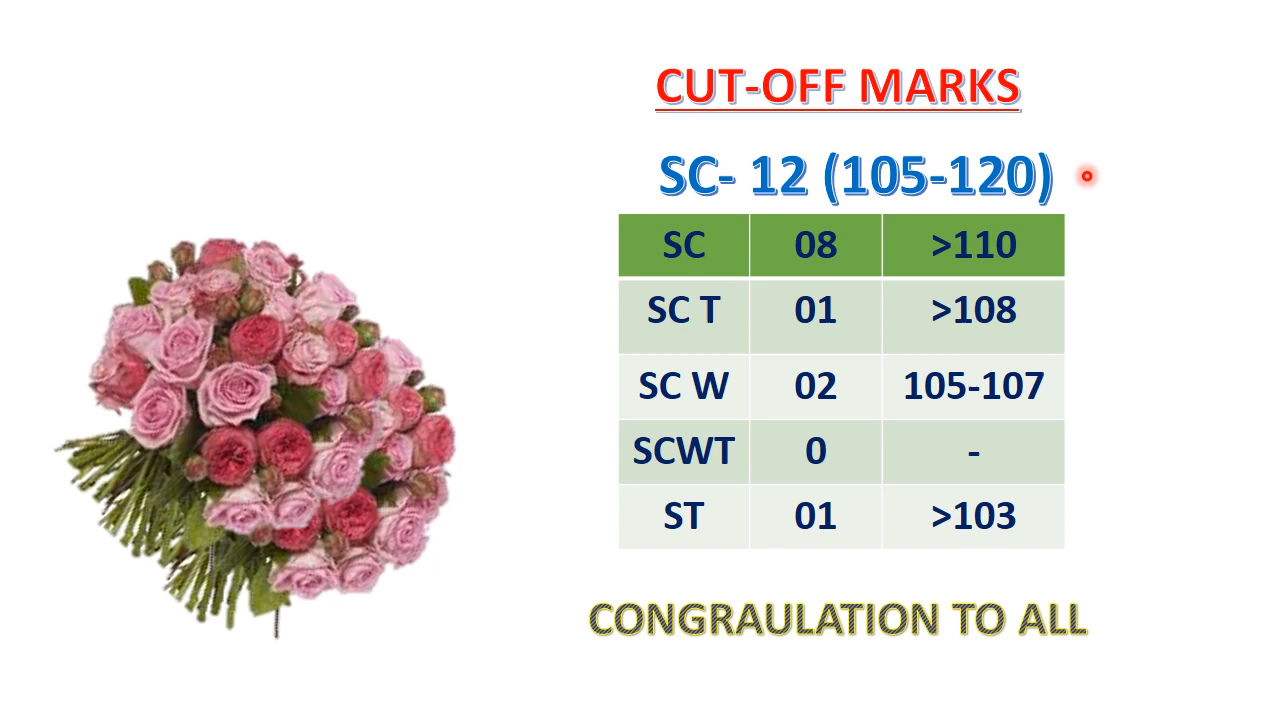 CUT-OFF MARKS
SC- 12 (105-120)
SC 08 >110
SC T 01 >108
SC W 02 105-107
SCWT 0 -
ST 01 >103
CONGRAULATION TO ALL